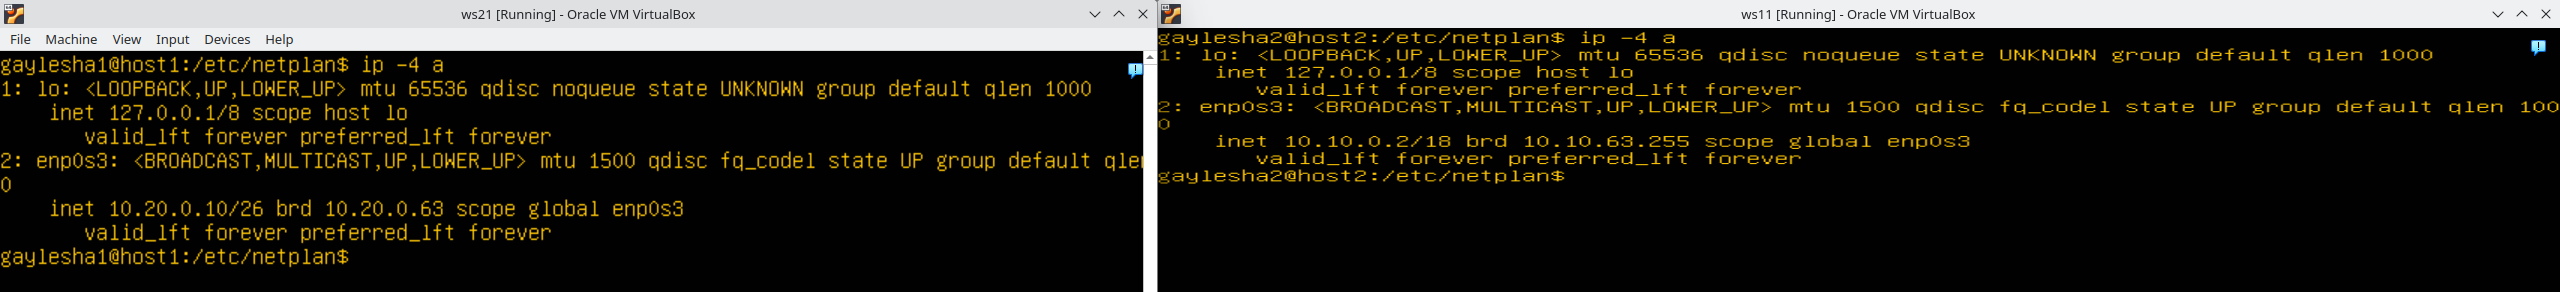 ws21 [Running] - Oracle VM VirtualBox
File Machine View Input Devices Help
gaylesha1@host1:/etc/netplan$ ip -4 a
1: lo: <LOOPBACK,UP,LOWER_UP> mtu 65536 qdisc noqueue state UNKNOWN group default qlen 1000
inet 127.0.0.1/8 scope host lo
valid_lft forever preferred_lft forever
2: enp0s3: <BROADCAST,MULTICAST,UP,LOWER_UP> mtu 1500 qdisc fq_codel state UP group default qlen
0
inet 10.20.0.10/26 brd 10.20.0.63 scope global enp0s3
valid_lft forever preferred_lft forever
gaylesha1@host1:/etc/netplan$
ws11 [Running] - Oracle VM VirtualBox
gaylesha2@host2:/etc/netplan$ ip -4 a
1: lo: <LOOPBACK,UP,LOWER_UP> mtu 65536 qdisc noqueue state UNKNOWN group default qlen 1000
inet 127.0.0.1/8 scope host lo
valid_lft forever preferred_lft forever
2: enp0s3: <BROADCAST,MULTICAST,UP,LOWER_UP> mtu 1500 qdisc fq_codel state UP group default qlen 100
0
inet 10.10.0.2/18 brd 10.10.63.255 scope global enp0s3
valid_lft forever preferred_lft forever
gaylesha2@host2:/etc/netplan$